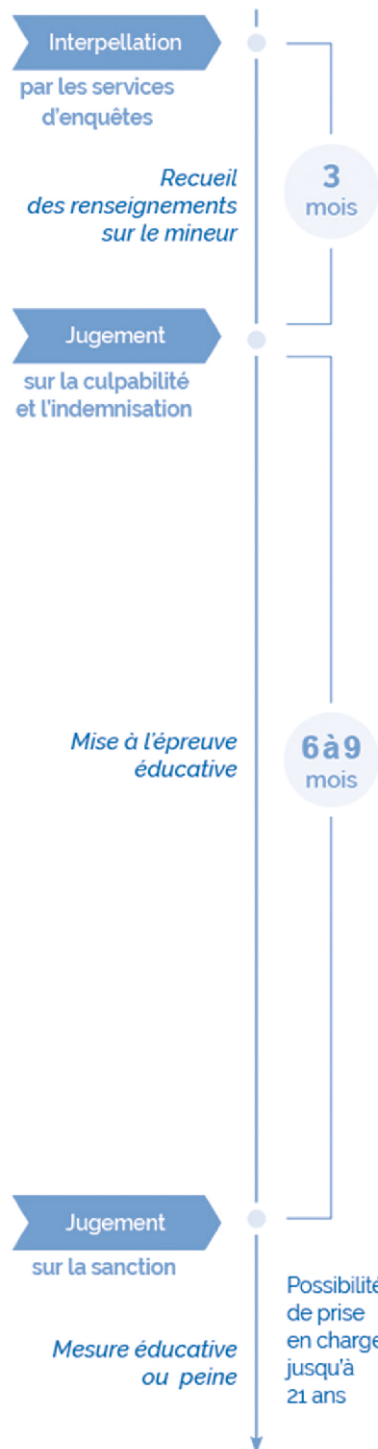 Interpellation
par les services
d'enquêtes
Recueil
des renseignements
sur le mineur
3
mois
Jugement
sur la culpabilité
et l'indemnisation
Mise à l'épreuve
éducative
6 à 9
mois
Jugement
sur la sanction
Mesure éducative
ou peine
Possibilité
de prise
en charge
jusqu'à
21 ans